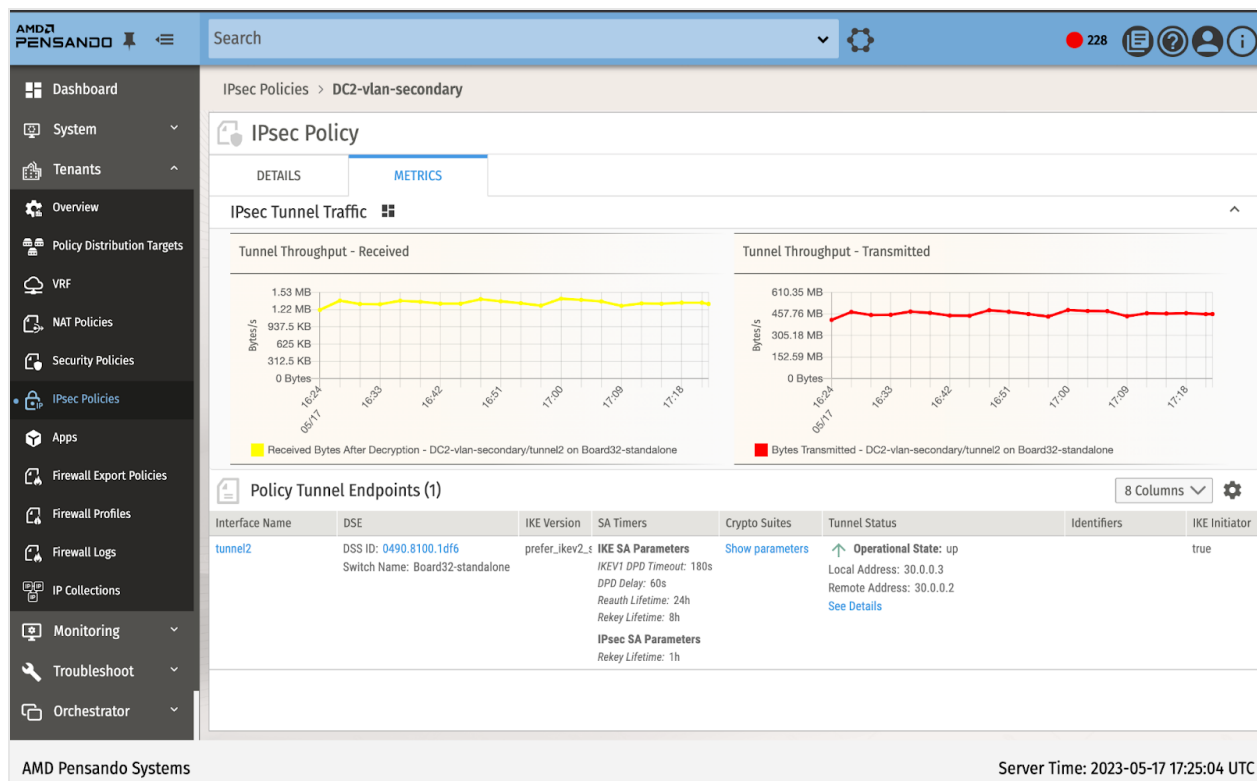 AMD
PENSANDO
Search
228
Dashboard
System
Tenants
Overview
Policy Distribution Targets
VRF
NAT Policies
Security Policies
IPsec Policies
Apps
Firewall Export Policies
Firewall Profiles
Firewall Logs
IP Collections
Monitoring
Troubleshoot
Orchestrator
IPsec Policies > DC2-vlan-secondary
IPsec Policy
DETAILS METRICS
IPsec Tunnel Traffic
Tunnel Throughput - Received
Bytes/s
1.53 MB
1.22 MB
937.5 KB
625 KB
312.5 KB
0 Bytes
16:24 16:33 16:42 16:51 17:00 17:09 17:18
05/17
Received Bytes After Decryption - DC2-vlan-secondary/tunnel2 on Board32-standalone
Tunnel Throughput - Transmitted
Bytes/s
610.35 MB
457.76 MB
305.18 MB
152.59 MB
0 Bytes
16:24 16:33 16:42 16:51 17:00 17:09 17:18
05/17
Bytes Transmitted - DC2-vlan-secondary/tunnel2 on Board32-standalone
Policy Tunnel Endpoints (1)
8 Columns
Interface Name DSE IKE Version SA Timers Crypto Suites Tunnel Status Identifiers IKE Initiator
tunnel2
DSS ID: 0490.8100.1df6
Switch Name: Board32-standalone
prefer_ikev2_s
IKE SA Parameters
IKEV1 DPD Timeout: 180s
DPD Delay: 60s
Reauth Lifetime: 24h
Rekey Lifetime: 8h
IPsec SA Parameters
Rekey Lifetime: 1h
Show parameters
Operational State: up
Local Address: 30.0.0.3
Remote Address: 30.0.0.2
See Details
true
AMD Pensando Systems
Server Time: 2023-05-17 17:25:04 UTC